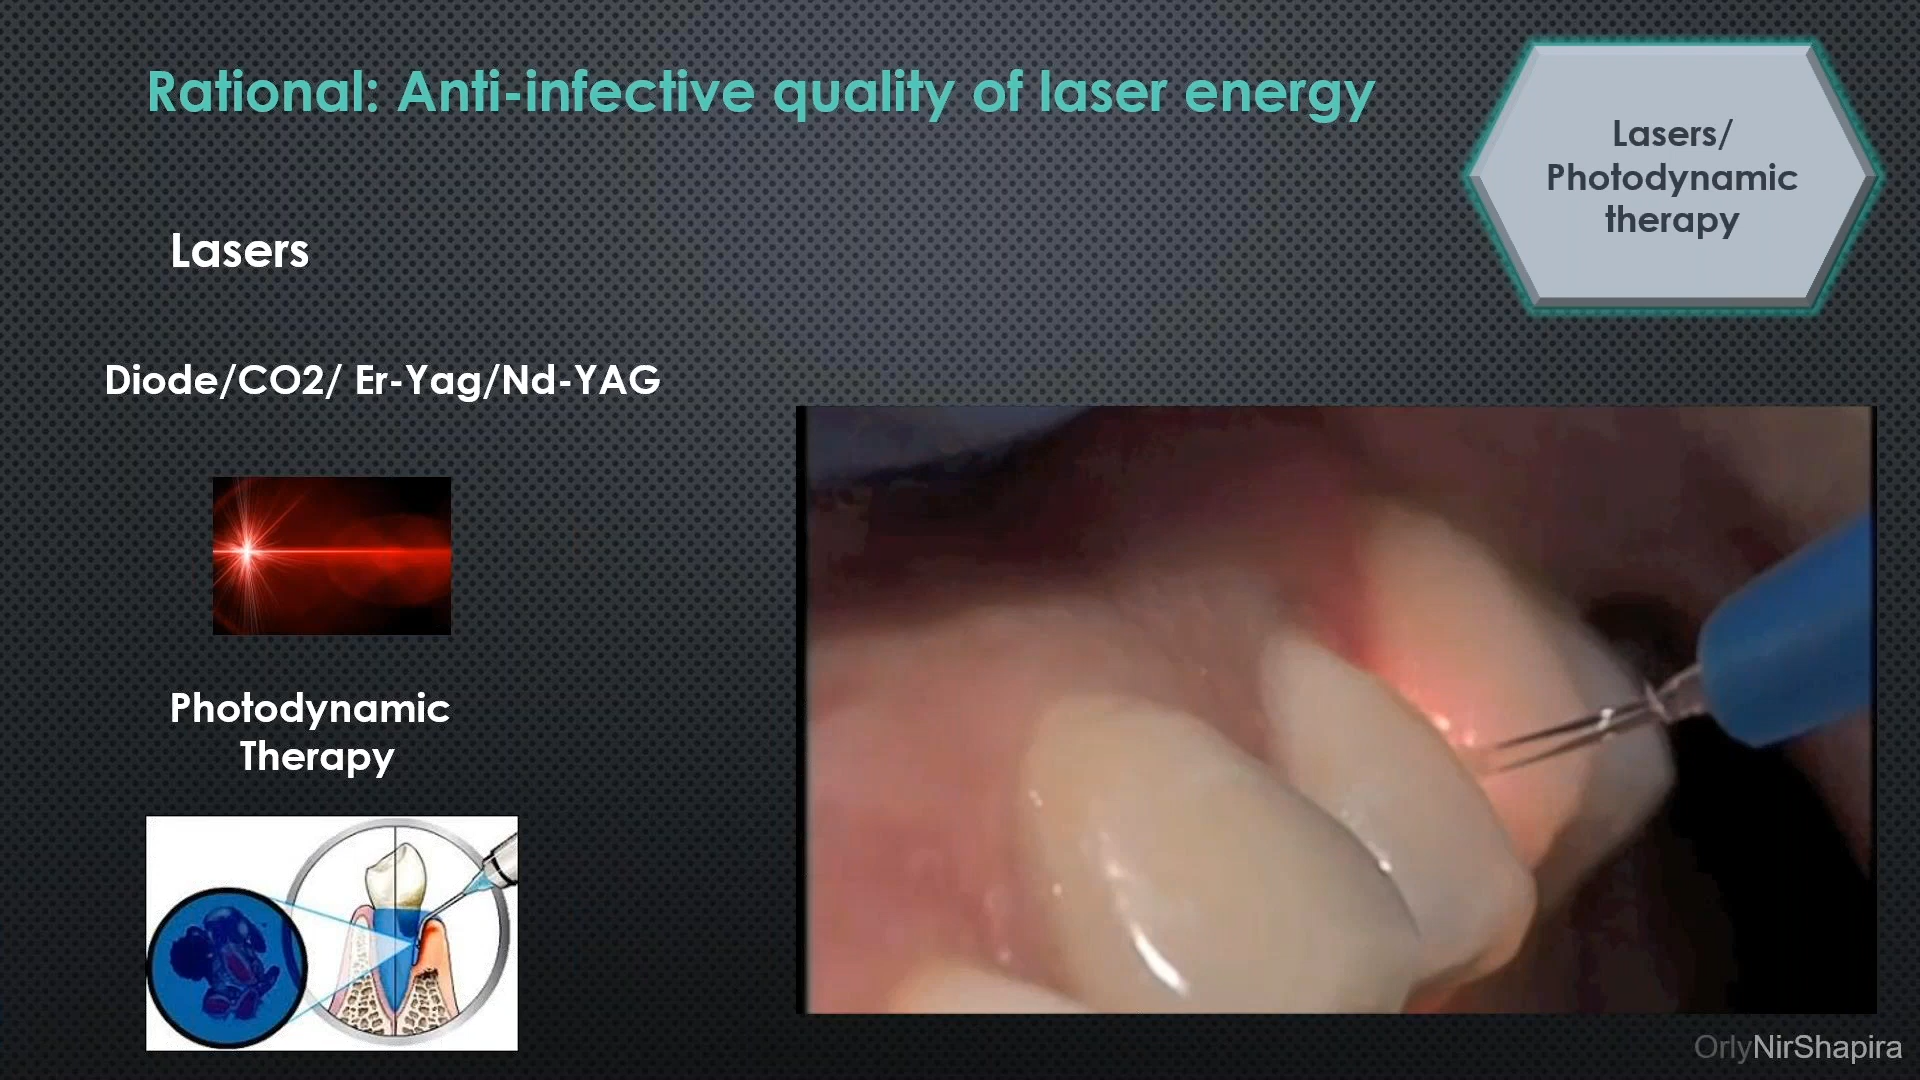 Rational: Anti-infective quality of laser energy
Lasers/
Photodynamic
therapy
Lasers
Diode/CO2/ Er-Yag/Nd-YAG
Photodynamic
Therapy
OrlyNirShapira